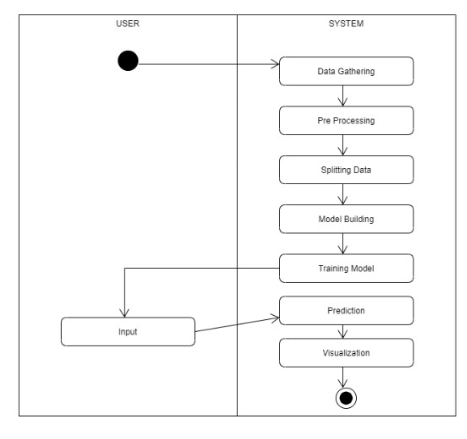 USER
SYSTEM
Data Gathering
Pre Processing
Splitting Data
Model Building
Training Model
Input
Prediction
Visualization